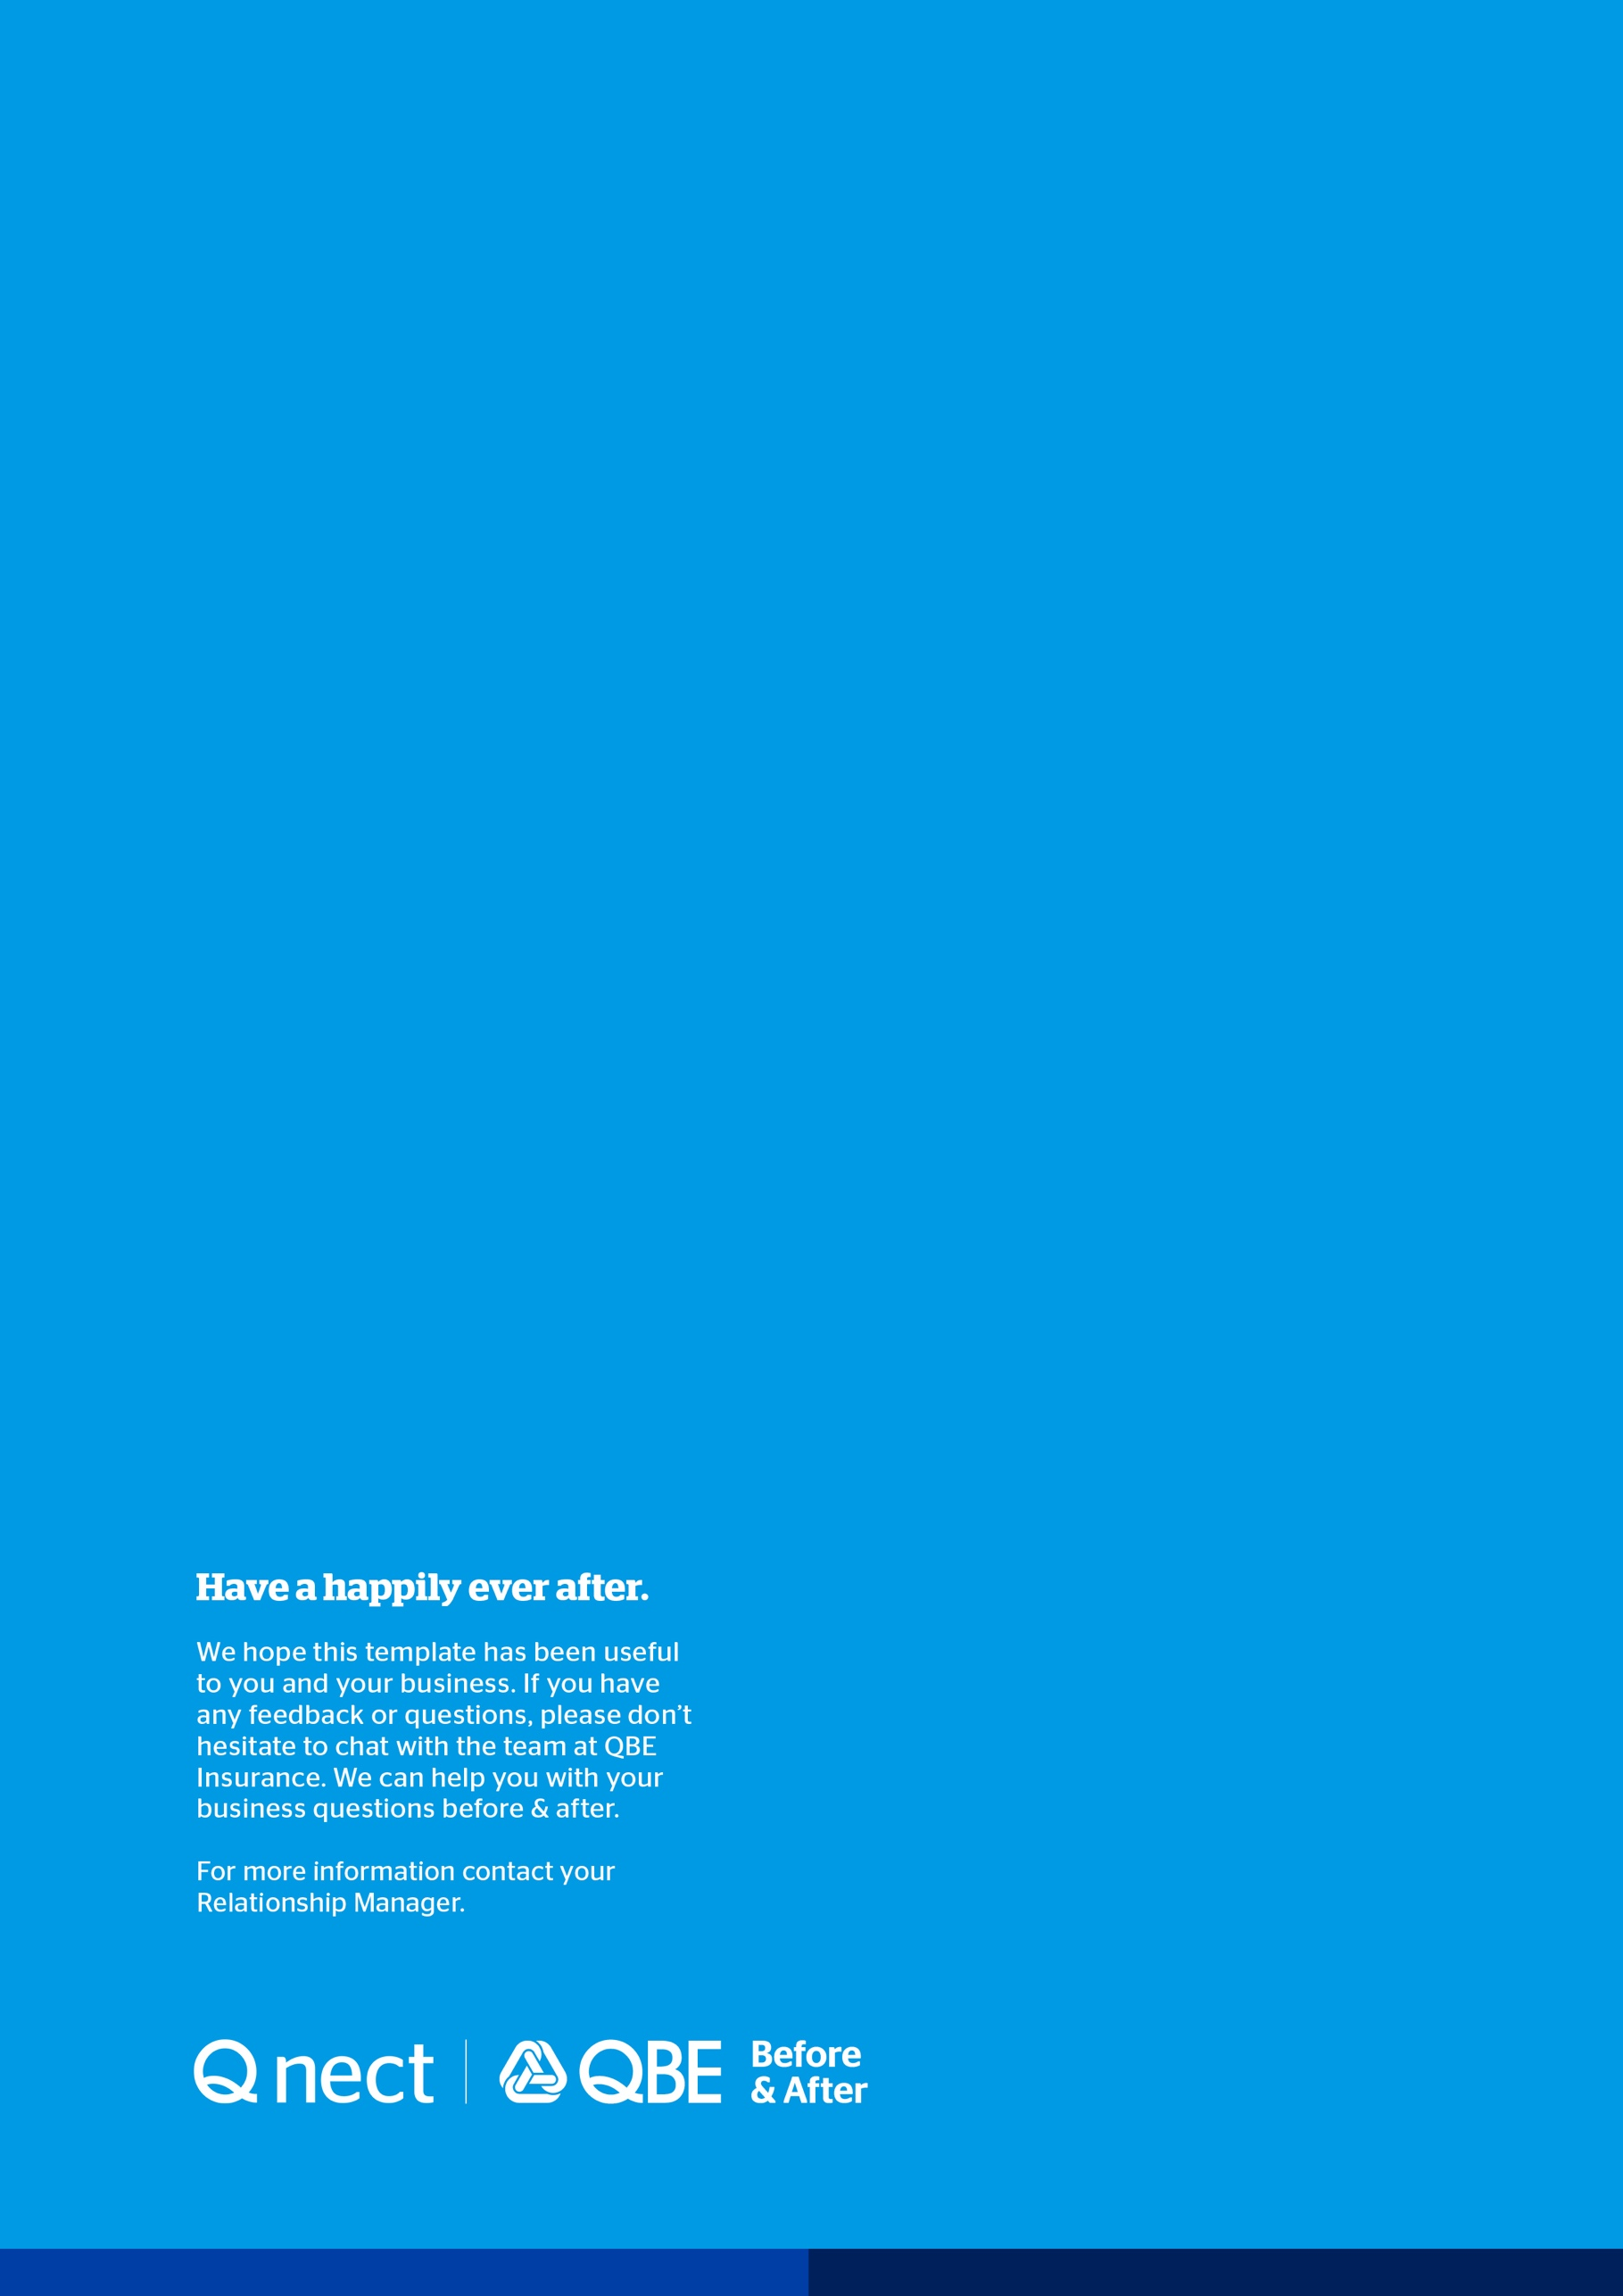 Have a happily ever after.
We hope this template has been useful
to you and your business. If you have
any feedback or questions, please don’t
hesitate to chat with the team at QBE
Insurance. We can help you with your
business questions before & after.
For more information contact your
Relationship Manager.
Q nect
QBE
Before
& After